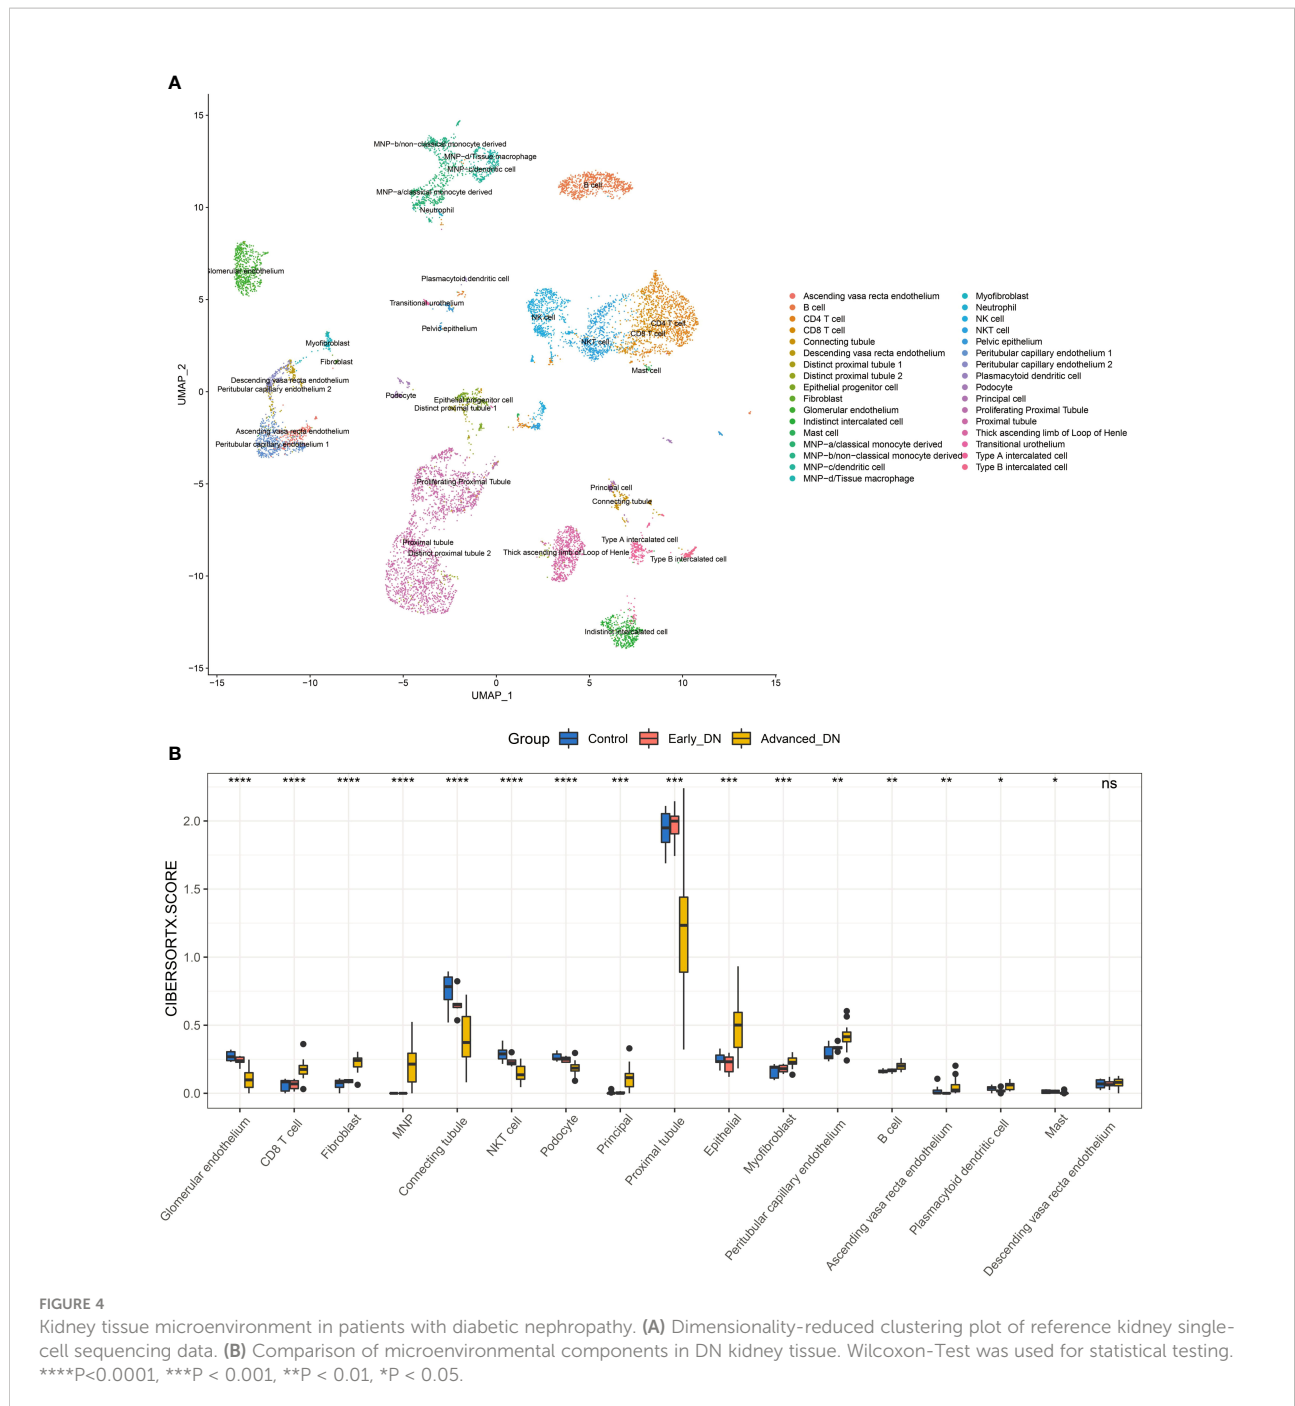 A
15
10
5
0
−5
−10
−15
UMAP_2
−15
−10
−5
0
5
10
15
UMAP_1
MNP−b/non−classical monocyte derived
MNP−d/Tissue macrophage
MNP−c/dendritic cell
MNP−a/classical monocyte derived
Neutrophil
B cell
Glomerular endothelium
Plasmacytoid dendritic cell
Transitional urothelium
Pelvic epithelium
NK cell
CD4 T cell
CD8 T cell
NKT cell
Mast cell
Myofibroblast
Fibroblast
Descending vasa recta endothelium
Peritubular capillary endothelium 2
Podocyte
Epithelial progenitor cell
Distinct proximal tubule 1
Ascending vasa recta endothelium
Peritubular capillary endothelium 1
Proliferating Proximal Tubule
Principal cell
Connecting tubule
Proximal tubule
Distinct proximal tubule 2
Thick ascending limb of Loop of Henle
Type A intercalated cell
Type B intercalated cell
Indistinct intercalated cell
Ascending vasa recta endothelium
B cell
CD4 T cell
CD8 T cell
Connecting tubule
Descending vasa recta endothelium
Distinct proximal tubule 1
Distinct proximal tubule 2
Epithelial progenitor cell
Fibroblast
Glomerular endothelium
Indistinct intercalated cell
Mast cell
MNP−a/classical monocyte derived
MNP−b/non−classical monocyte derived
MNP−c/dendritic cell
MNP−d/Tissue macrophage
Myofibroblast
Neutrophil
NK cell
NKT cell
Pelvic epithelium
Peritubular capillary endothelium 1
Peritubular capillary endothelium 2
Plasmacytoid dendritic cell
Podocyte
Principal cell
Proliferating Proximal Tubule
Proximal tubule
Thick ascending limb of Loop of Henle
Transitional urothelium
Type A intercalated cell
Type B intercalated cell
B
Group Control Early_DN Advanced_DN
**** **** **** **** **** **** **** *** *** *** *** ** ** ** * * ns
CIBERSORTX.SCORE
2.0
1.5
1.0
0.5
0.0
Glomerular endothelium
CD8 T cell
Fibroblast
MNP
Connecting tubule
NKT cell
Podocyte
Principal
Proximal tubule
Epithelial
Myofibroblast
Peritubular capillary endothelium
B cell
Ascending vasa recta endothelium
Plasmacytoid dendritic cell
Mast
Descending vasa recta endothelium
FIGURE 4
Kidney tissue microenvironment in patients with diabetic nephropathy. (A) Dimensionality-reduced clustering plot of reference kidney single-
cell sequencing data. (B) Comparison of microenvironmental components in DN kidney tissue. Wilcoxon-Test was used for statistical testing.
****P<0.0001, ***P < 0.001, **P < 0.01, *P < 0.05.